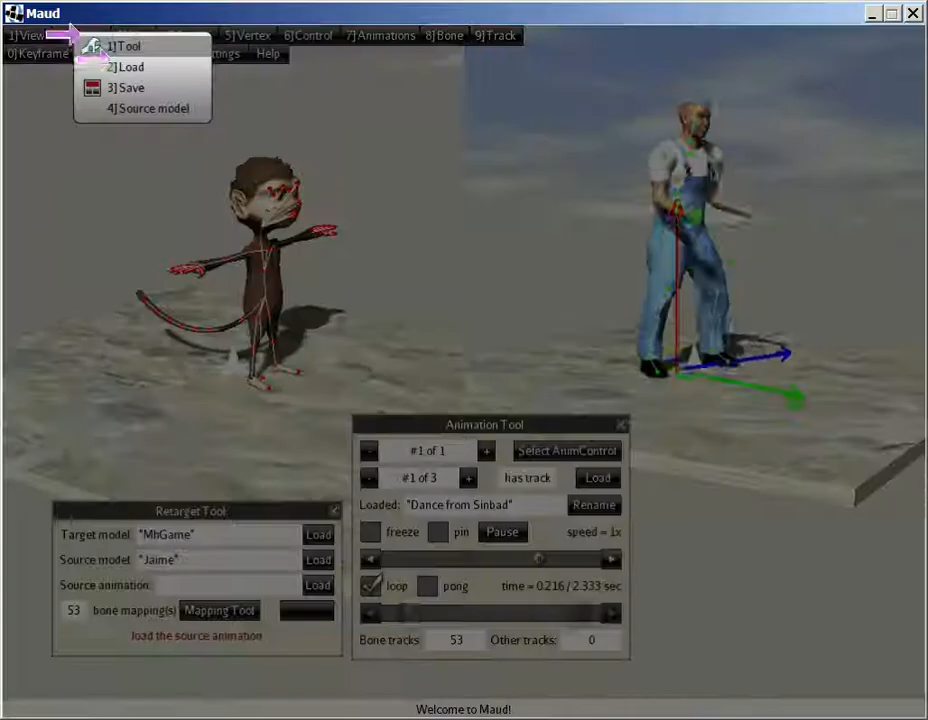 Maud
1]View 5]Vertex 6]Control 7]Animations 8]Bone 9]Track
0]Keyframe ttings Help
1]Tool
2]Load
3]Save
4]Source model
Animation Tool
- #1 of 1 + Select AnimControl
- #1 of 3 + has track Load
Loaded: "Dance from Sinbad" Rename
freeze pin Pause speed = 1x
loop pong time = 0.216 / 2.333 sec
Bone tracks: 53 Other tracks: 0
Retarget Tool
Target model: "MhGame" Load
Source model: "Jaime" Load
Source animation: Load
53 bone mapping(s) Mapping Tool
load the source animation
Welcome to Maud!